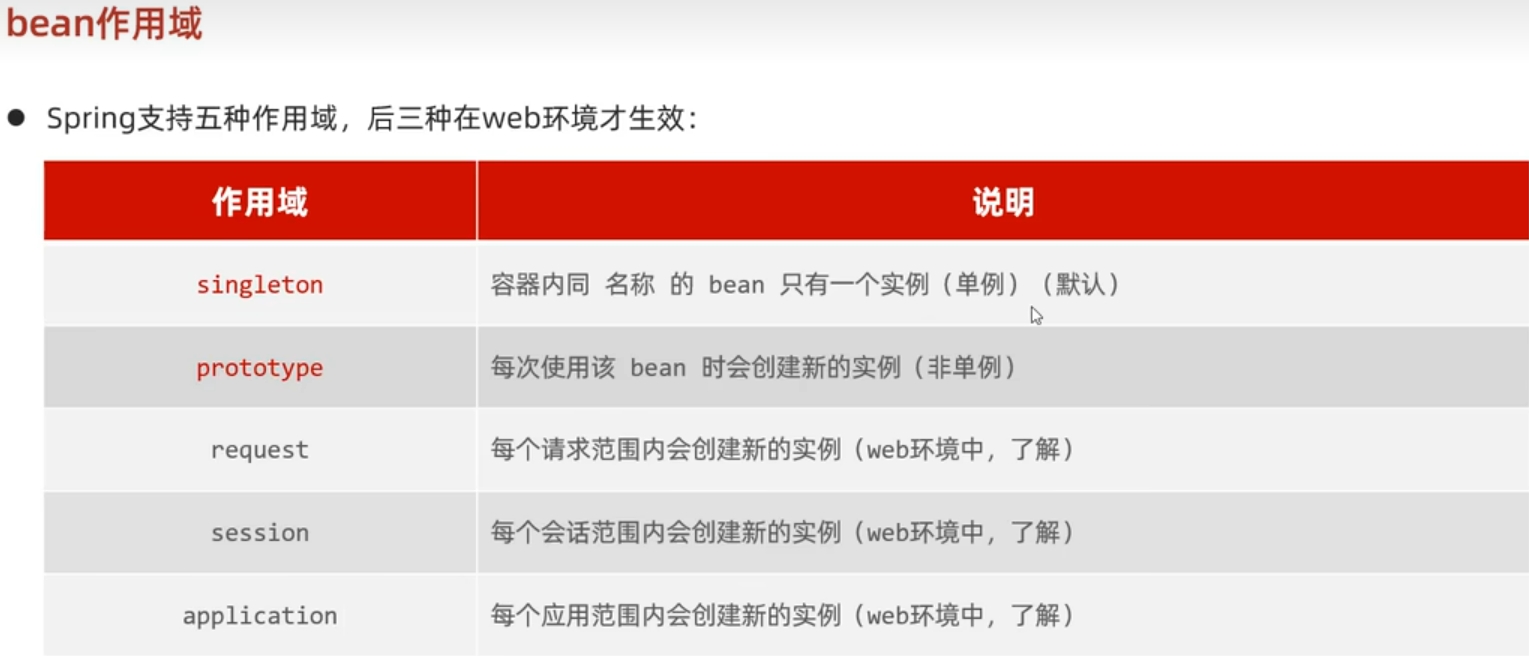 bean作用域
● Spring支持五种作用域，后三种在web环境才生效：
作用域 说明
singleton 容器内同 名称 的 bean 只有一个实例（单例）（默认）
prototype 每次使用该 bean 时会创建新的实例（非单例）
request 每个请求范围内会创建新的实例（web环境中，了解）
session 每个会话范围内会创建新的实例（web环境中，了解）
application 每个应用范围内会创建新的实例（web环境中，了解）